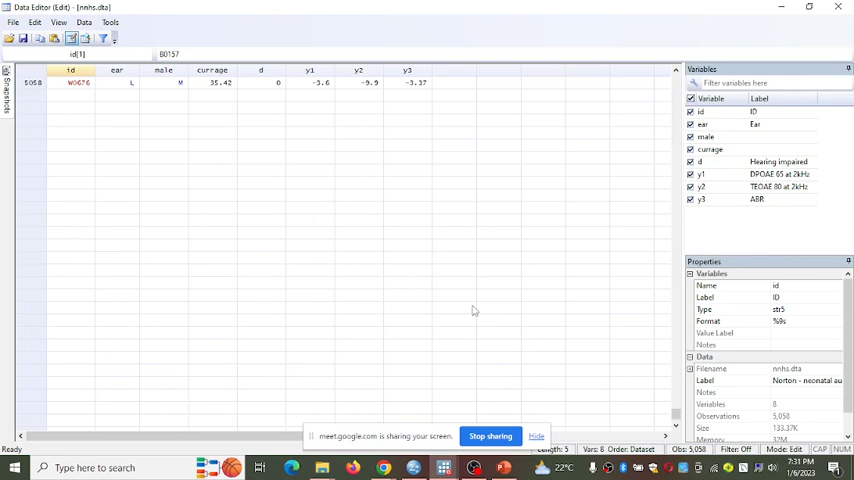 Data Editor (Edit) - [nnhs.dta]
File Edit View Data Tools
id[1] B0157
Snapshots
id ear male currage d y1 y2 y3
5058 W0676 L M 35.42 0 -3.6 -9.9 -3.37
Variables
Filter variables here
Variable Label
id ID
ear Ear
male
currage
d Hearing impaired
y1 DPOAE 65 at 2kHz
y2 TEOAE 80 at 2kHz
y3 ABR
Properties
Variables
Name id
Label ID
Type str5
Format %9s
Value Label
Notes
Data
Filename nnhs.dta
Label Norton - neonatal au
Notes
Variables 8
Observations 5,058
Size 133.37K
Memory 32M
meet.google.com is sharing your screen. Stop sharing Hide
Ready Length: 5 Vars: 8 Order: Dataset Obs: 5,058 Filter: Off Mode: Edit CAP NUM
Type here to search 22°C 7:31 PM
1/6/2023